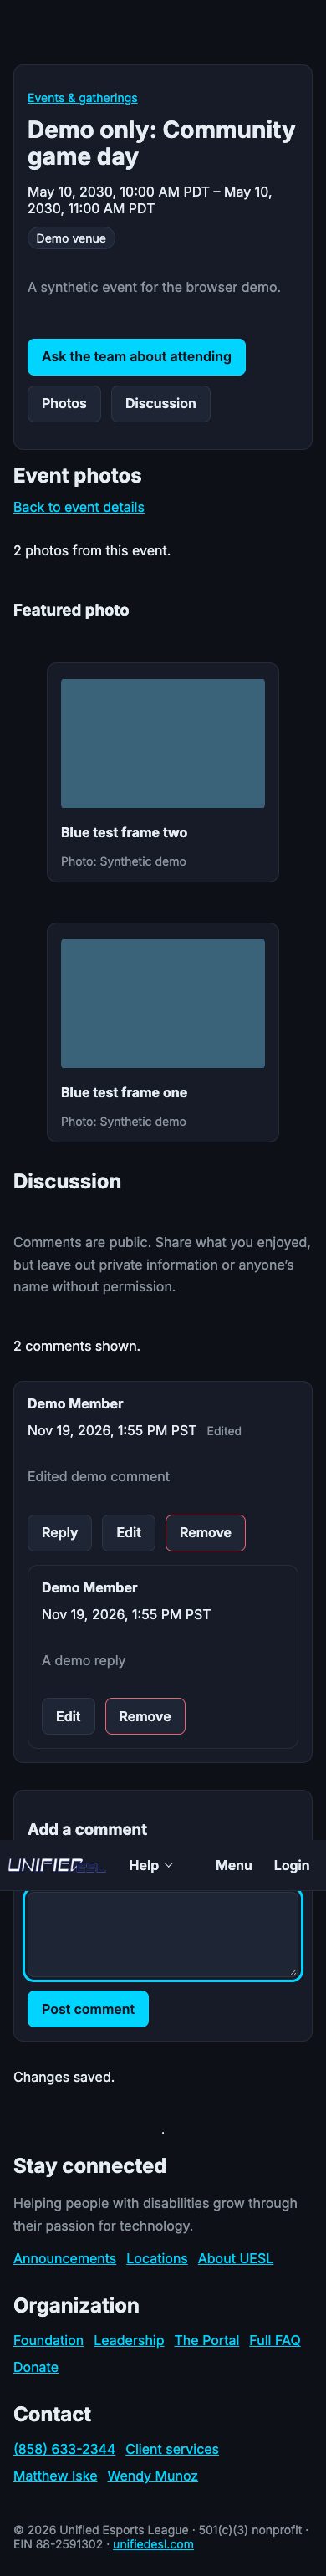 Events & gatherings
Demo only: Community
game day
May 10, 2030, 10:00 AM PDT – May 10,
2030, 11:00 AM PDT
Demo venue
A synthetic event for the browser demo.
Ask the team about attending
Photos Discussion
Event photos
Back to event details
2 photos from this event.
Featured photo
Blue test frame two
Photo: Synthetic demo
Blue test frame one
Photo: Synthetic demo
Discussion
Comments are public. Share what you enjoyed,
but leave out private information or anyone’s
name without permission.
2 comments shown.
Demo Member
Nov 19, 2026, 1:55 PM PST Edited
Edited demo comment
Reply Edit Remove
Demo Member
Nov 19, 2026, 1:55 PM PST
A demo reply
Edit Remove
Add a comment
UNIFIED Help Menu Login
Post comment
Changes saved.
.
Stay connected
Helping people with disabilities grow through
their passion for technology.
Announcements Locations About UESL
Organization
Foundation Leadership The Portal Full FAQ
Donate
Contact
(858) 633-2344 Client services
Matthew Iske Wendy Munoz
© 2026 Unified Esports League · 501(c)(3) nonprofit ·
EIN 88-2591302 · unifiedesl.com